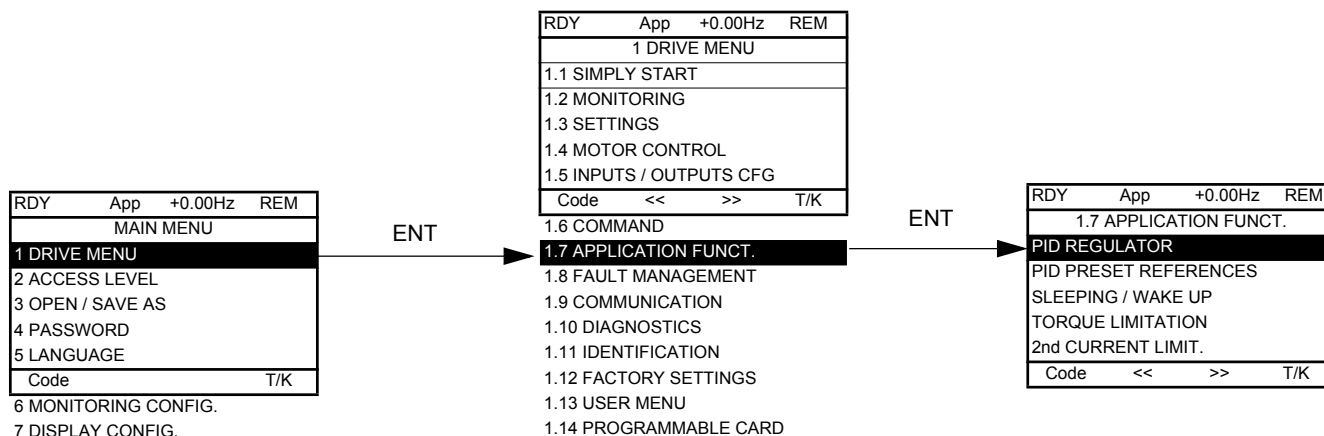 RDY App +0.00Hz REM
MAIN MENU
1 DRIVE MENU
2 ACCESS LEVEL
3 OPEN / SAVE AS
4 PASSWORD
5 LANGUAGE
Code T/K
6 MONITORING CONFIG.
7 DISPLAY CONFIG.
ENT
RDY App +0.00Hz REM
1 DRIVE MENU
1.1 SIMPLY START
1.2 MONITORING
1.3 SETTINGS
1.4 MOTOR CONTROL
1.5 INPUTS / OUTPUTS CFG
Code << >> T/K
1.6 COMMAND
1.7 APPLICATION FUNCT.
1.8 FAULT MANAGEMENT
1.9 COMMUNICATION
1.10 DIAGNOSTICS
1.11 IDENTIFICATION
1.12 FACTORY SETTINGS
1.13 USER MENU
1.14 PROGRAMMABLE CARD
ENT
RDY App +0.00Hz REM
1.7 APPLICATION FUNCT.
PID REGULATOR
PID PRESET REFERENCES
SLEEPING / WAKE UP
TORQUE LIMITATION
2nd CURRENT LIMIT.
Code << >> T/K